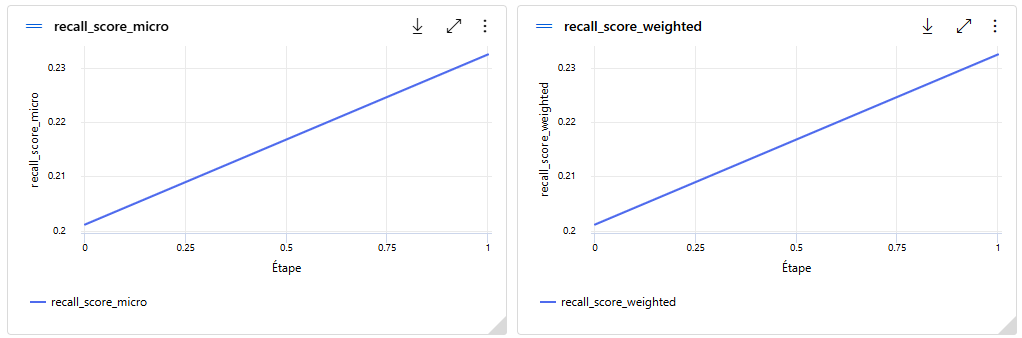 recall_score_micro
recall_score_micro
0.23
0.22
0.21
0.2
0 0.25 0.5 0.75 1
Étape
recall_score_micro
recall_score_weighted
recall_score_weighted
0.23
0.22
0.21
0.2
0 0.25 0.5 0.75 1
Étape
recall_score_weighted